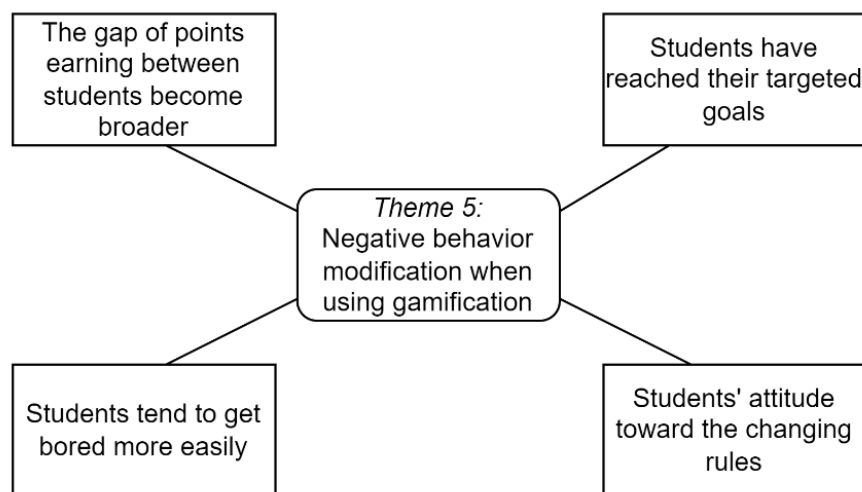 The gap of points
earning between
students become
broader
Students have
reached their targeted
goals
Theme 5:
Negative behavior
modification when
using gamification
Students tend to get
bored more easily
Students' attitude
toward the changing
rules